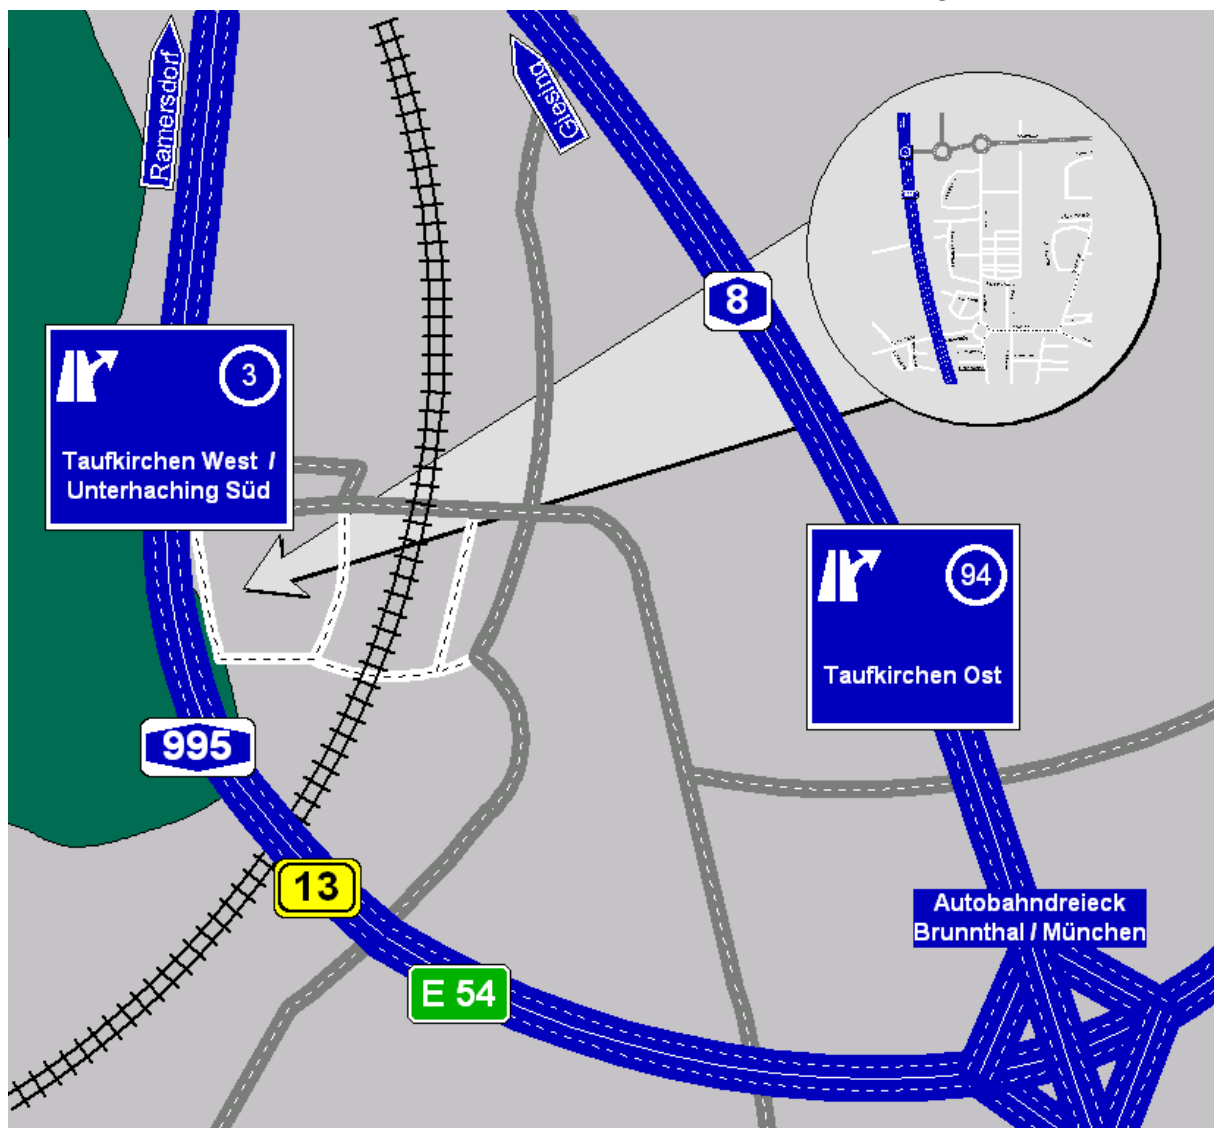 Ramersdorf
Giesing
8
3
Taufkirchen West /
Unterhaching Süd
94
Taufkirchen Ost
995
13
Autobahndreieck
Brunnthal / München
E 54